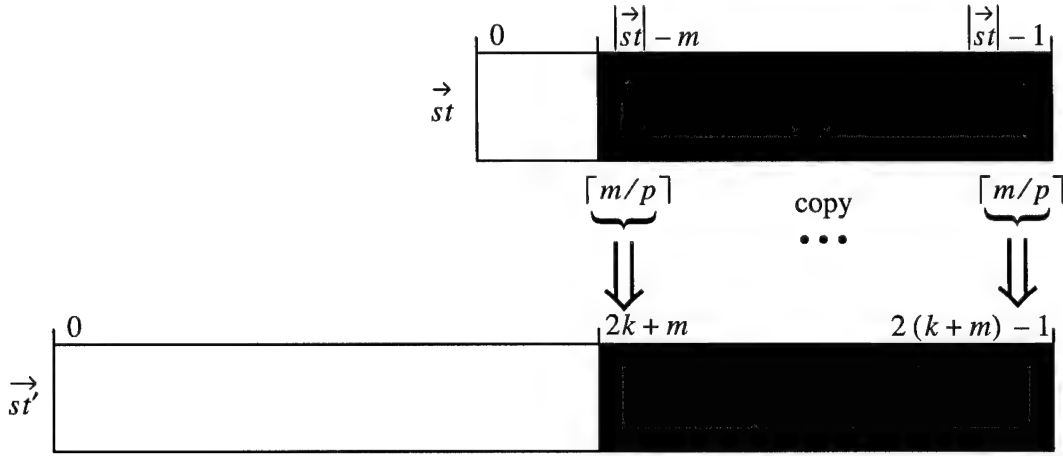 0 |st⃗| – m |st⃗| – 1
st⃗
⌈m/p⌉ copy ⌈m/p⌉
• • •
0 2k + m 2 (k + m) – 1
st⃗′